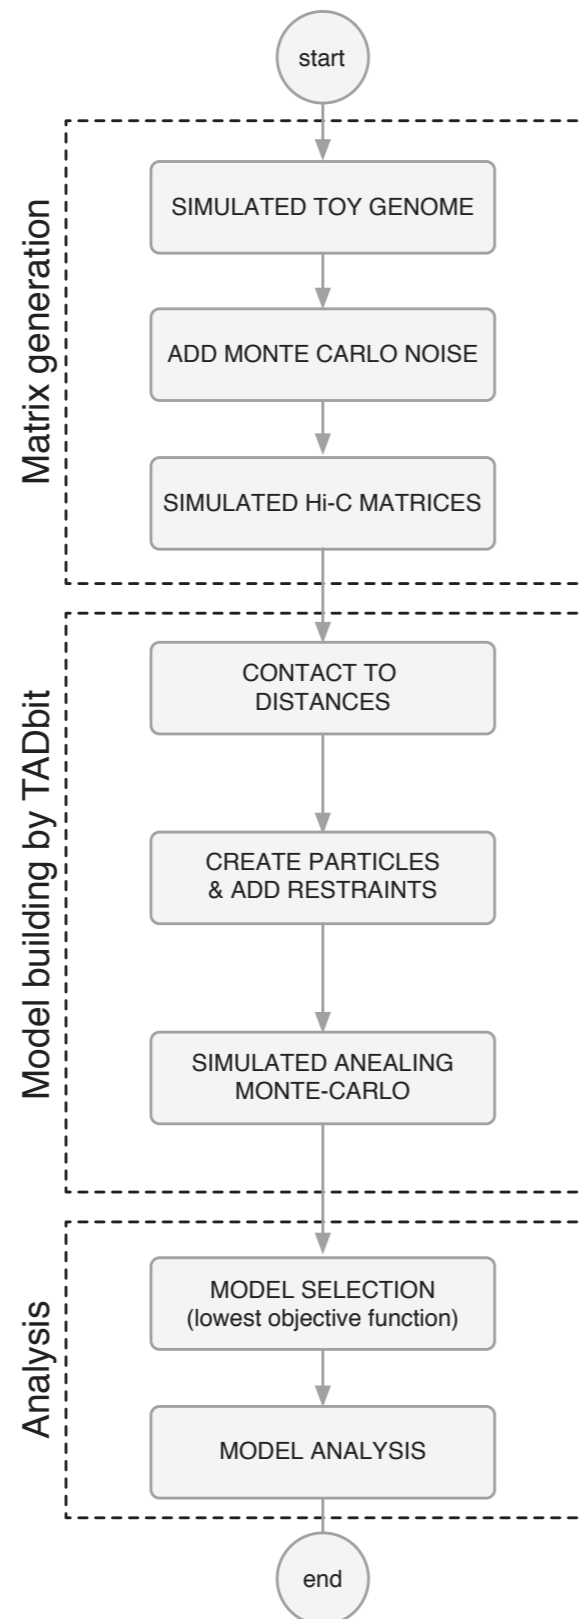 start
Matrix generation
SIMULATED TOY GENOME
ADD MONTE CARLO NOISE
SIMULATED Hi-C MATRICES
Model building by TADbit
CONTACT TO
DISTANCES
CREATE PARTICLES
& ADD RESTRAINTS
SIMULATED ANEALING
MONTE-CARLO
Analysis
MODEL SELECTION
(lowest objective function)
MODEL ANALYSIS
end